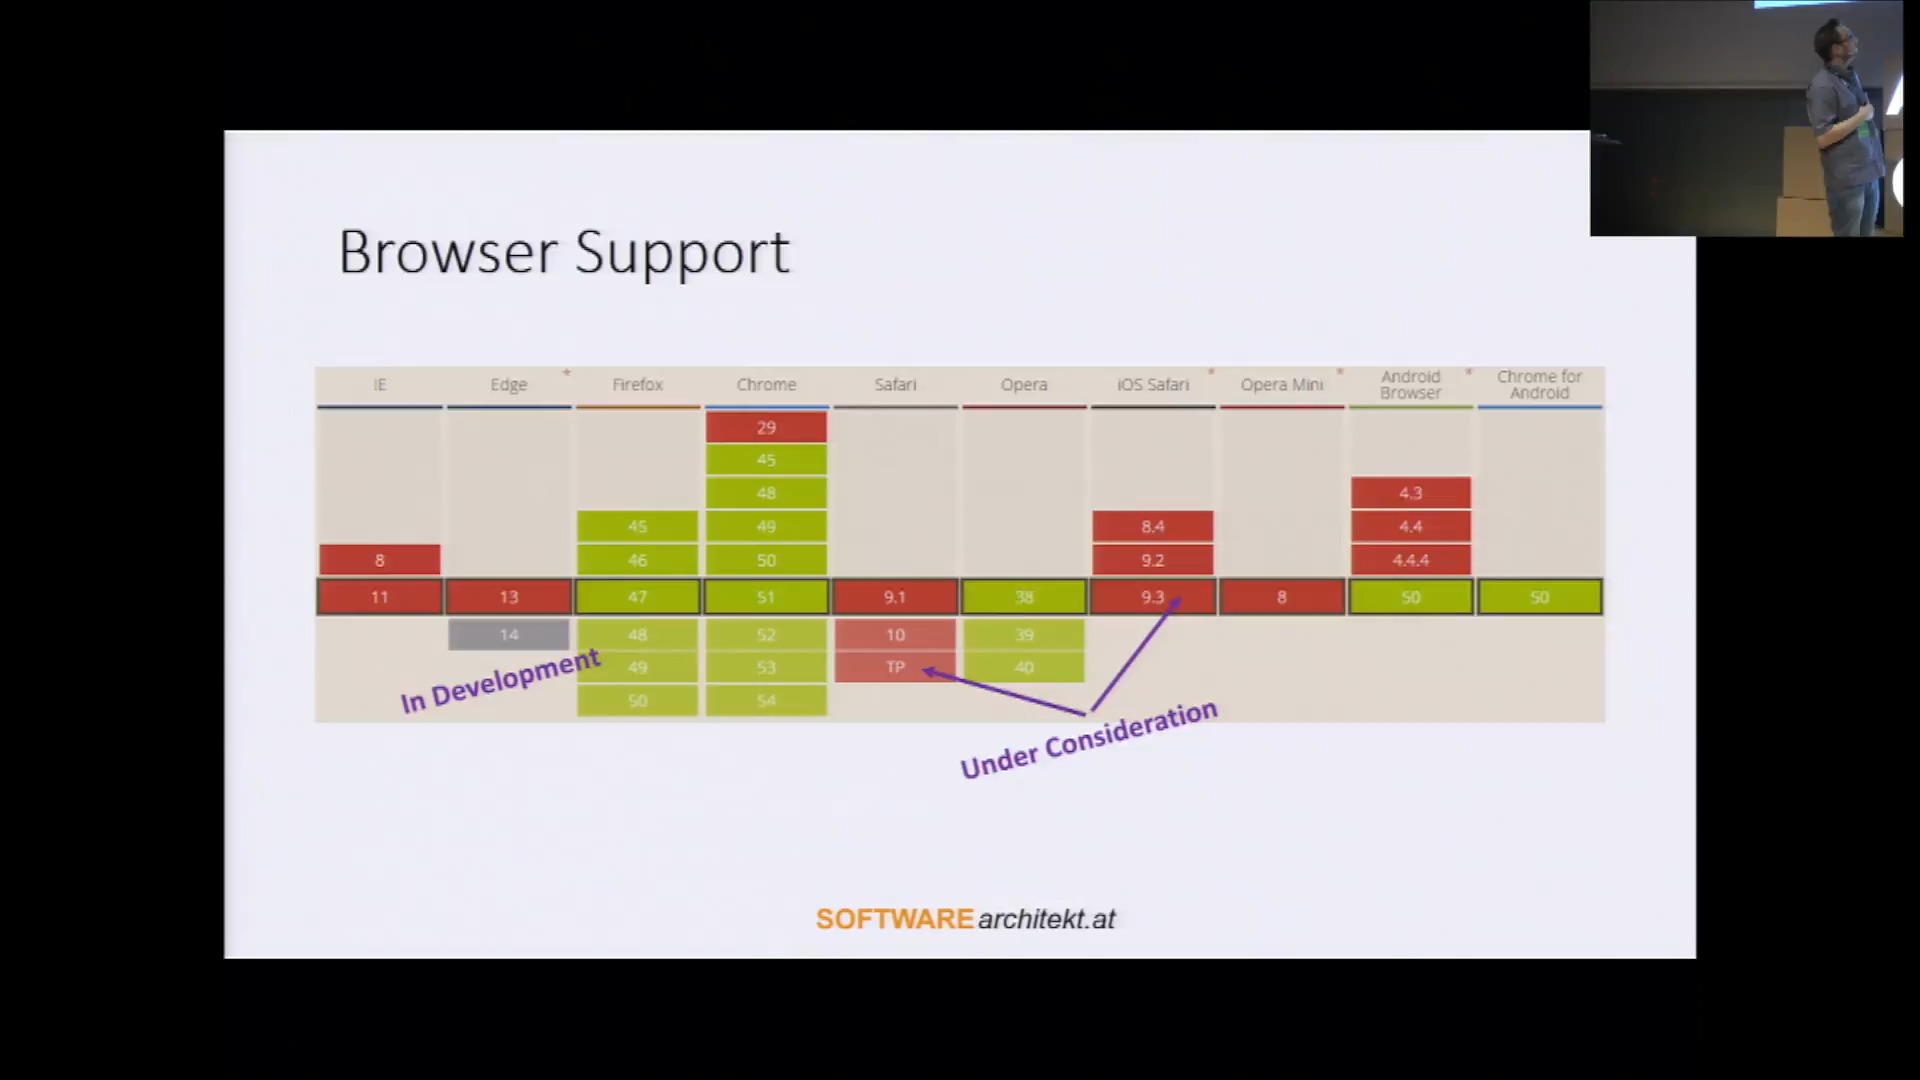 Browser Support
IE Edge * Firefox Chrome Safari Opera iOS Safari * Opera Mini * Android Browser * Chrome for Android
29
45
48 4.3
45 49 8.4 4.4
8 46 50 9.2 4.4.4
11 13 47 51 9.1 38 9.3 8 50 50
14 48 52 10 39
49 53 TP 40
50 54
In Development
Under Consideration
SOFTWAREarchitekt.at